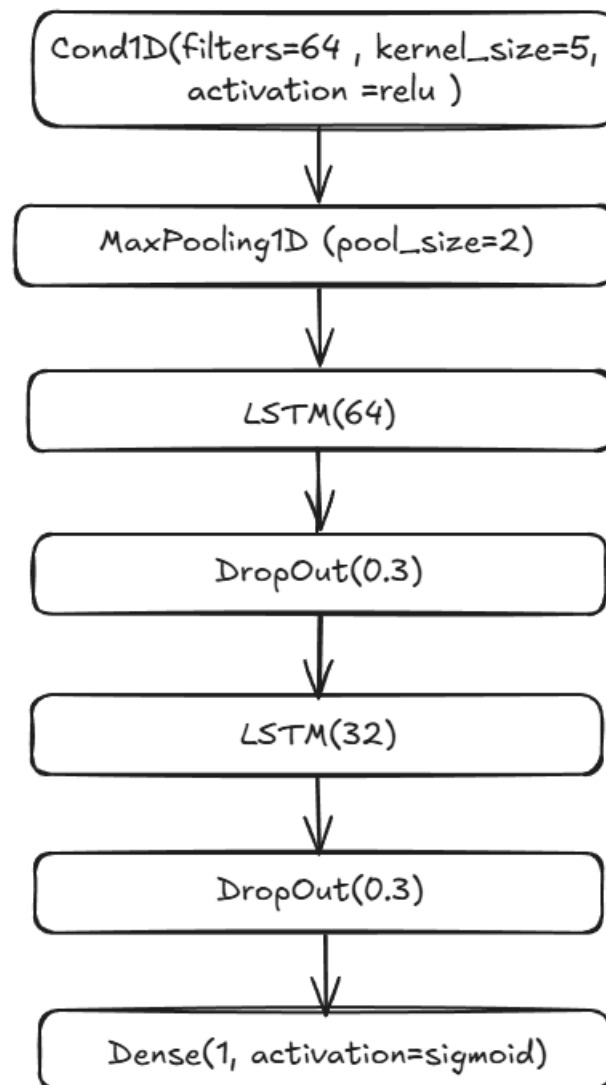 Cond1D(filters=64 , kernel_size=5,
activation =relu )
MaxPooling1D (pool_size=2)
LSTM(64)
DropOut(0.3)
LSTM(32)
DropOut(0.3)
Dense(1, activation=sigmoid)